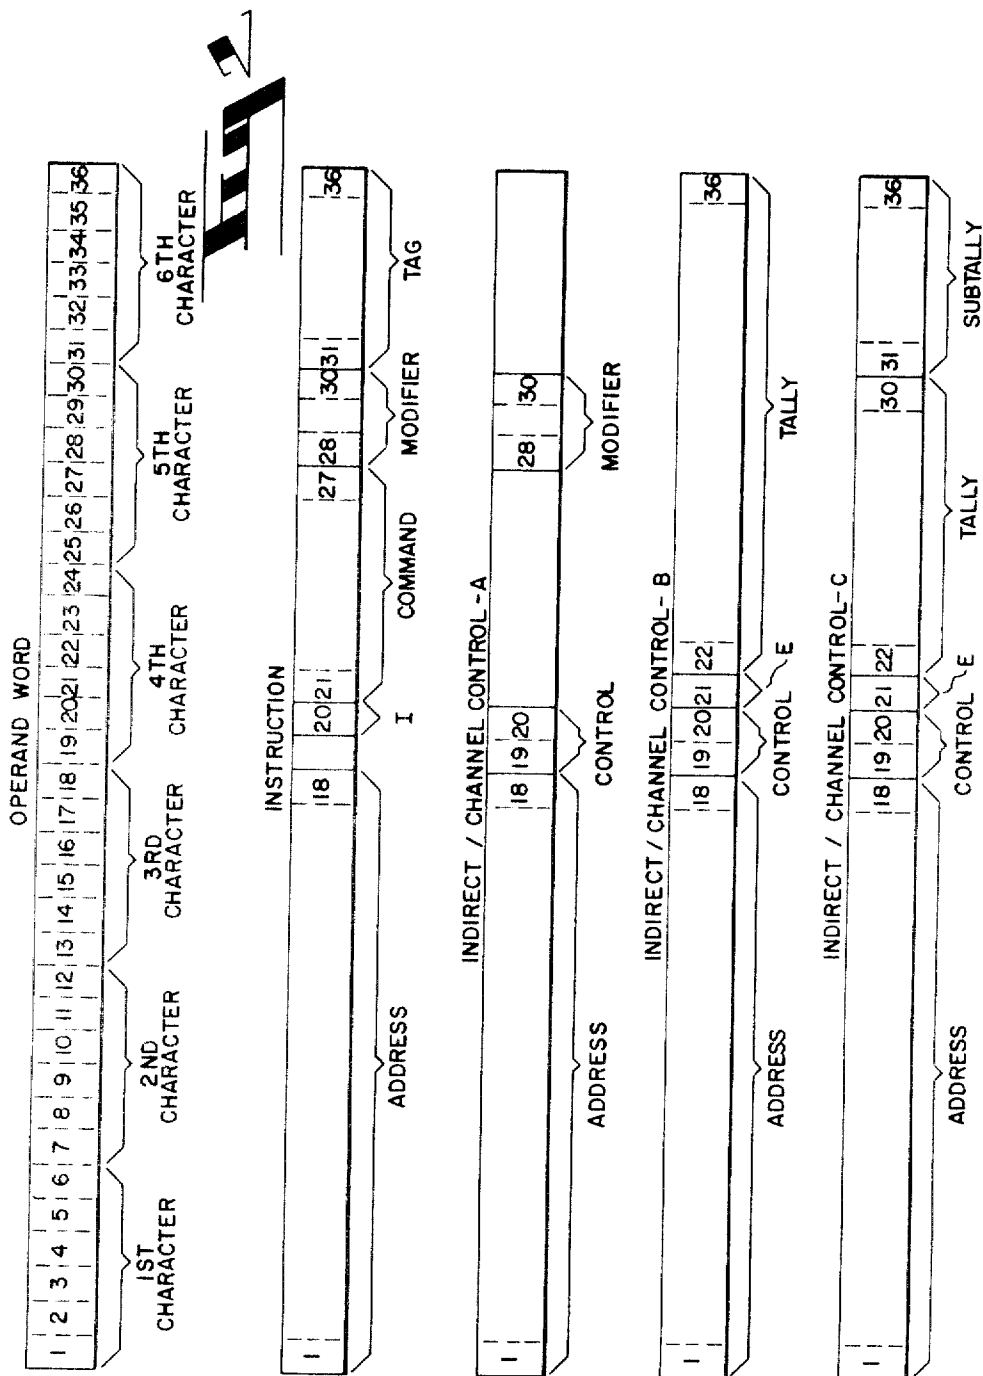 OPERAND WORD
1 2 3 4 5 6 7 8 9 10 11 12 13 14 15 16 17 18 19 20 21 22 23 24 25 26 27 28 29 30 31 32 33 34 35 36
1ST CHARACTER
2ND CHARACTER
3RD CHARACTER
4TH CHARACTER
5TH CHARACTER
6TH CHARACTER
INSTRUCTION
1 18 20 21 27 28 30 31 36
ADDRESS I COMMAND MODIFIER TAG
INDIRECT / CHANNEL CONTROL-A
1 18 19 20 28 30
ADDRESS CONTROL MODIFIER
INDIRECT / CHANNEL CONTROL-B
1 18 19 20 21 22 36
ADDRESS CONTROL E TALLY
INDIRECT / CHANNEL CONTROL-C
1 18 19 20 21 22 30 31 36
ADDRESS CONTROL E TALLY SUBTALLY